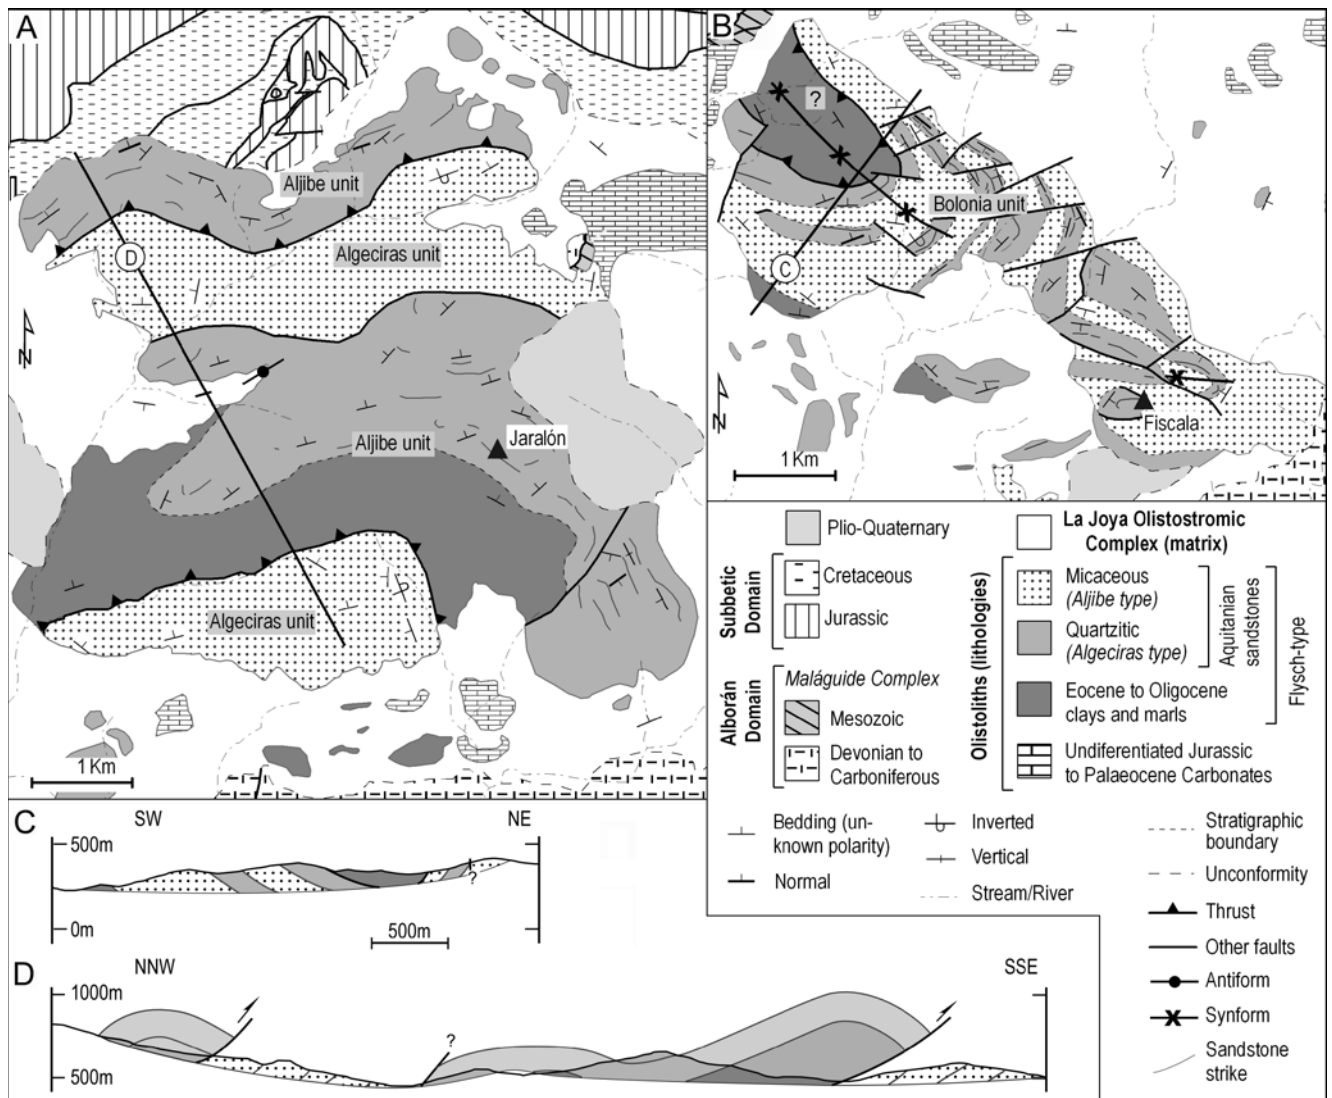 A
Aljibe unit
Algeciras unit
D
N
Jaralón
Aljibe unit
Algeciras unit
1Km
B
?
Bolonia unit
C
N
Fiscala
1Km
Plio-Quaternary
Subbetic
Domain
Cretaceous
Jurassic
Alborán
Domain
Maláguide Complex
Mesozoic
Devonian to
Carboniferous
La Joya Olistostromic
Complex (matrix)
Olistoliths (lithologies)
Micaceous
(Aljibe type)
Quartzitic
(Algeciras type)
Aquitanian
sandstones
Eocene to Oligocene
clays and marls
Flysch-type
Undiferentiated Jurassic
to Palaeocene Carbonates
Bedding (un-
known polarity)
Normal
Inverted
Vertical
Stream/River
Stratigraphic
boundary
Unconformity
Thrust
Other faults
Antiform
Synform
Sandstone
strike
C
SW
NE
500m
0m
?
500m
D
NNW
SSE
1000m
500m
?